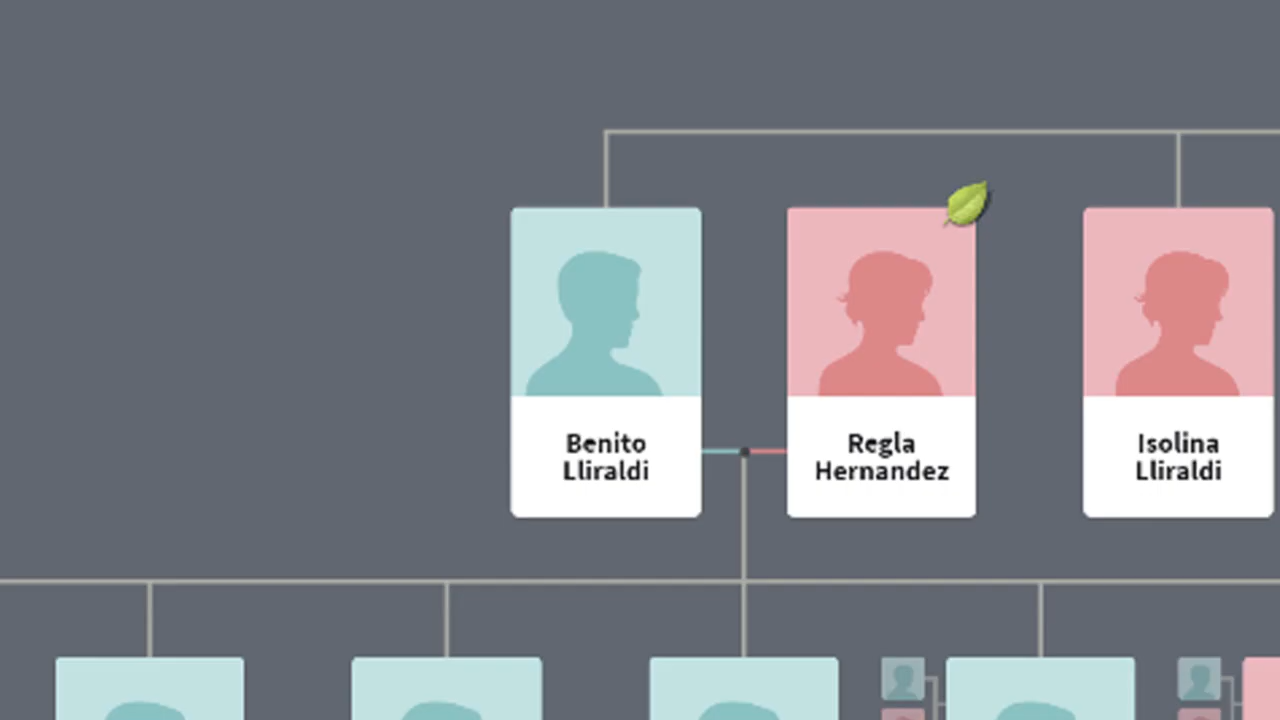 Benito
Lliraldi
Regla
Hernandez
Isolina
Lliraldi